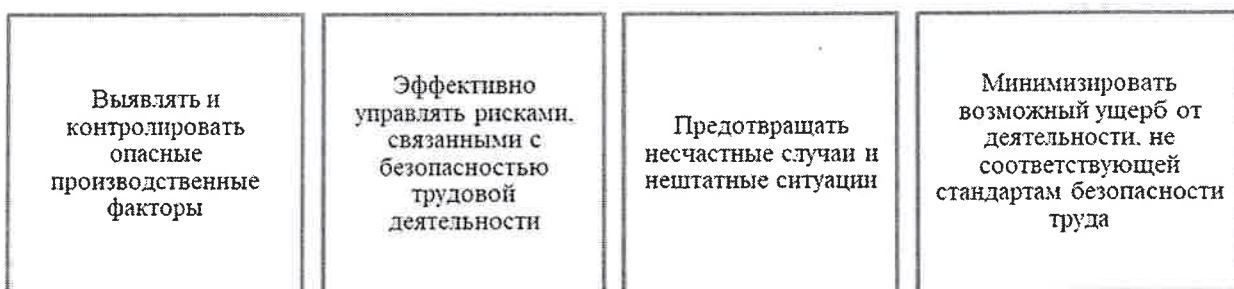 Выявлять и
контролировать
опасные
производственные
факторы
Эффективно
управлять рисками,
связанными с
безопасностью
трудовой
деятельности
Предотвращать
несчастные случаи и
нештатные ситуации
Минимизировать
возможный ущерб от
деятельности, не
соответствующей
стандартам безопасности
труда